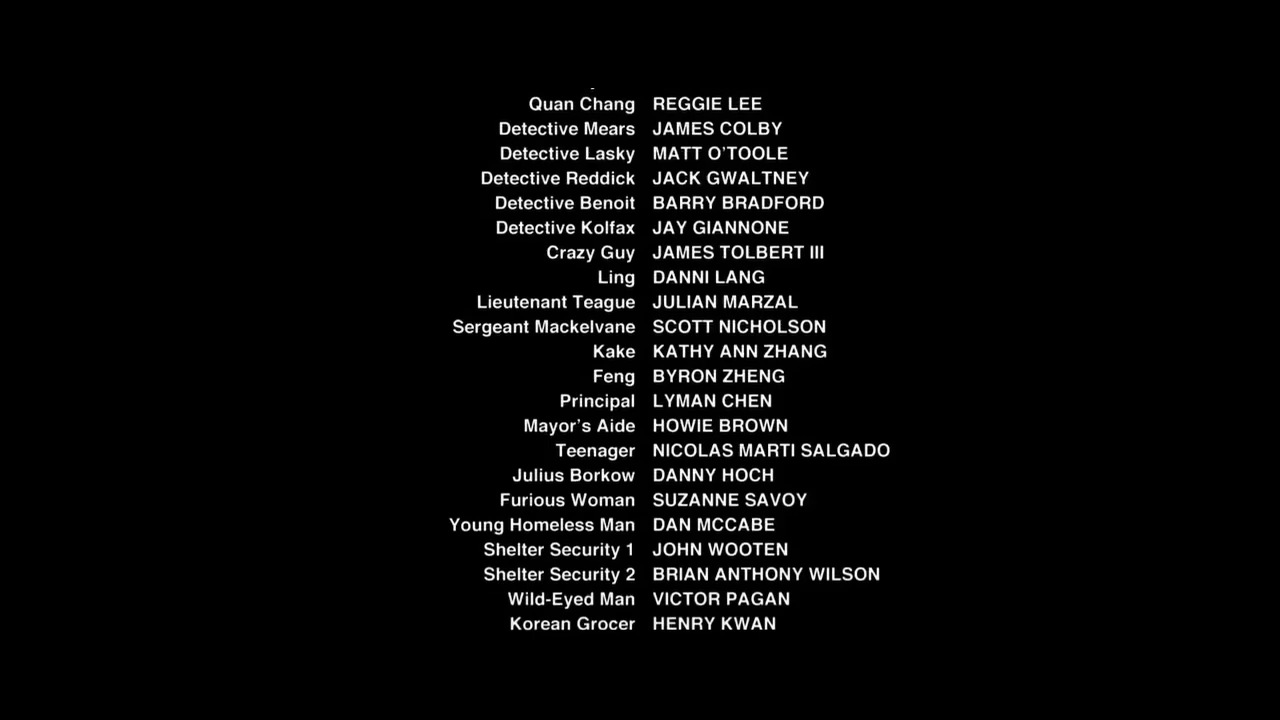 Quan Chang REGGIE LEE
Detective Mears JAMES COLBY
Detective Lasky MATT O'TOOLE
Detective Reddick JACK GWALTNEY
Detective Benoit BARRY BRADFORD
Detective Kolfax JAY GIANNONE
Crazy Guy JAMES TOLBERT III
Ling DANNI LANG
Lieutenant Teague JULIAN MARZAL
Sergeant Mackelvane SCOTT NICHOLSON
Kake KATHY ANN ZHANG
Feng BYRON ZHENG
Principal LYMAN CHEN
Mayor's Aide HOWIE BROWN
Teenager NICOLAS MARTI SALGADO
Julius Borkow DANNY HOCH
Furious Woman SUZANNE SAVOY
Young Homeless Man DAN MCCABE
Shelter Security 1 JOHN WOOTEN
Shelter Security 2 BRIAN ANTHONY WILSON
Wild-Eyed Man VICTOR PAGAN
Korean Grocer HENRY KWAN